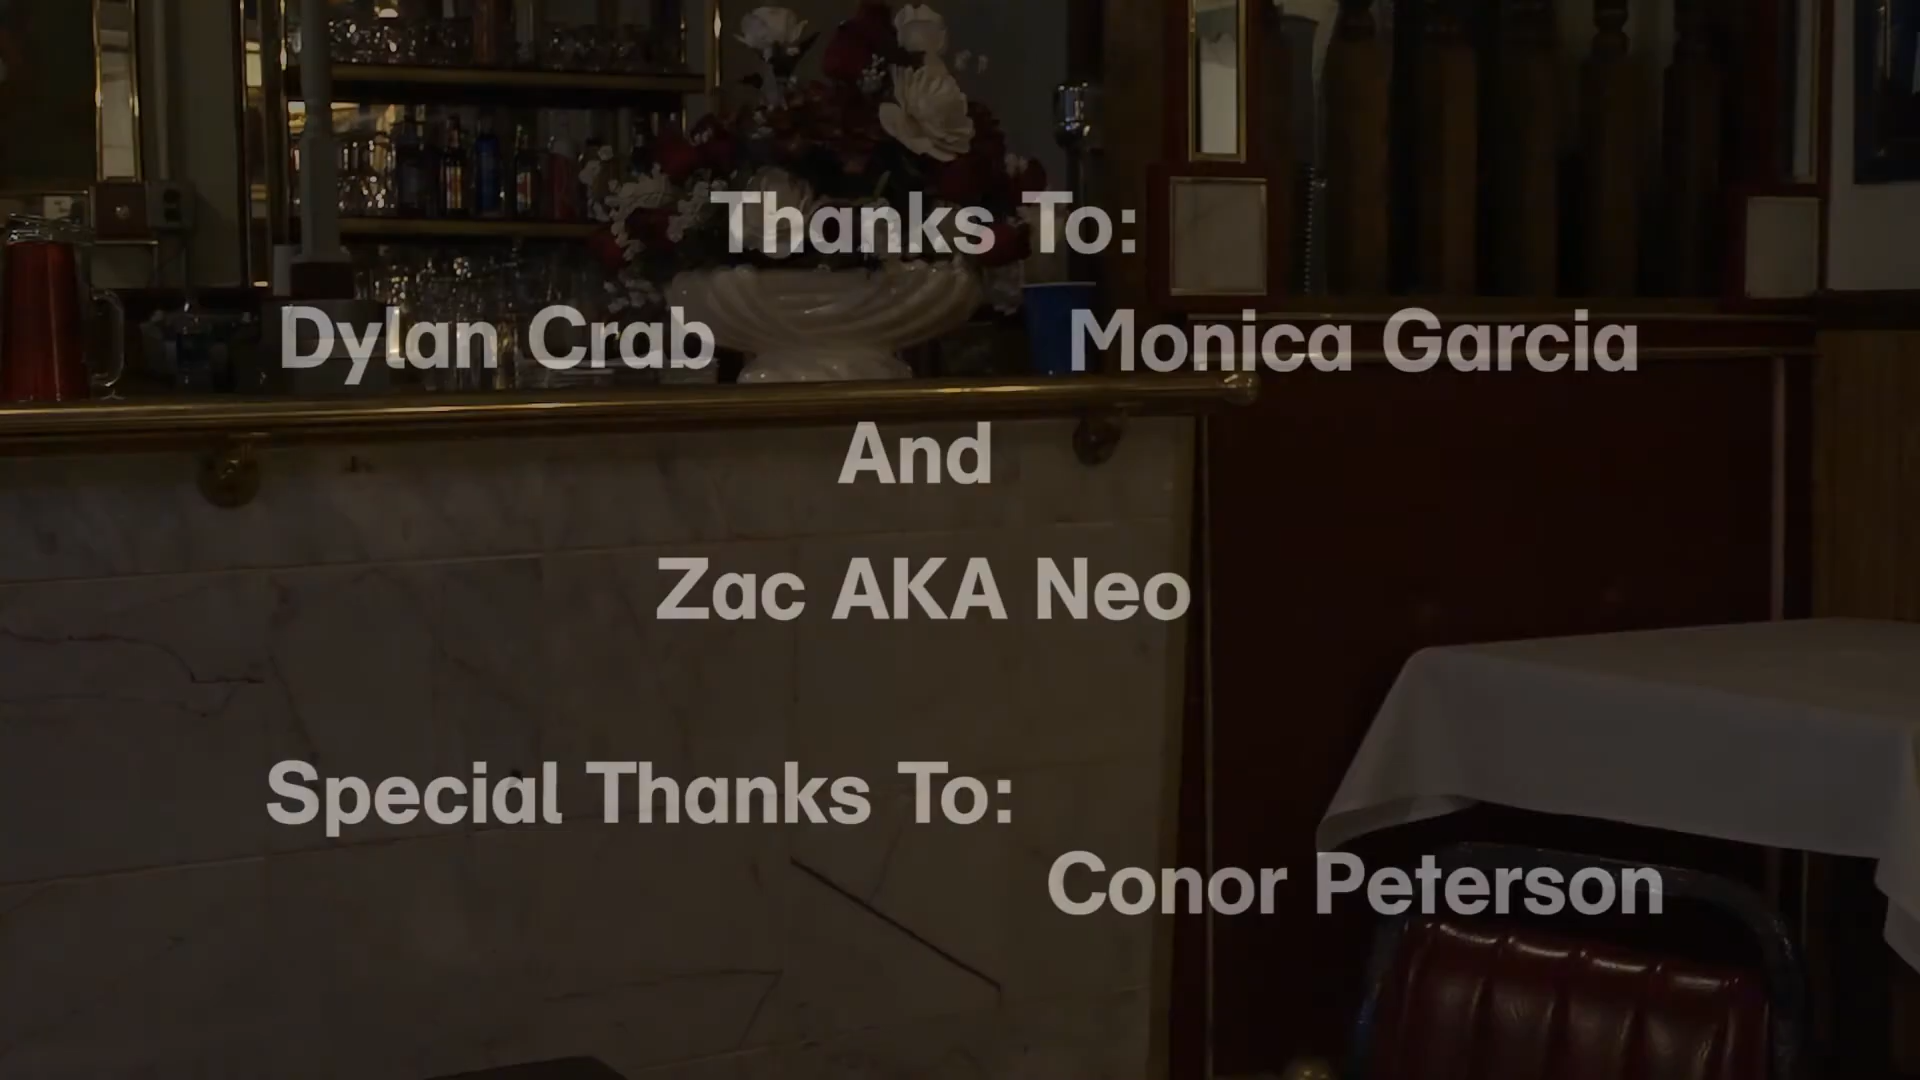 Thanks To:
Dylan Crab
Monica Garcia
And
Zac AKA Neo
Special Thanks To:
Conor Peterson